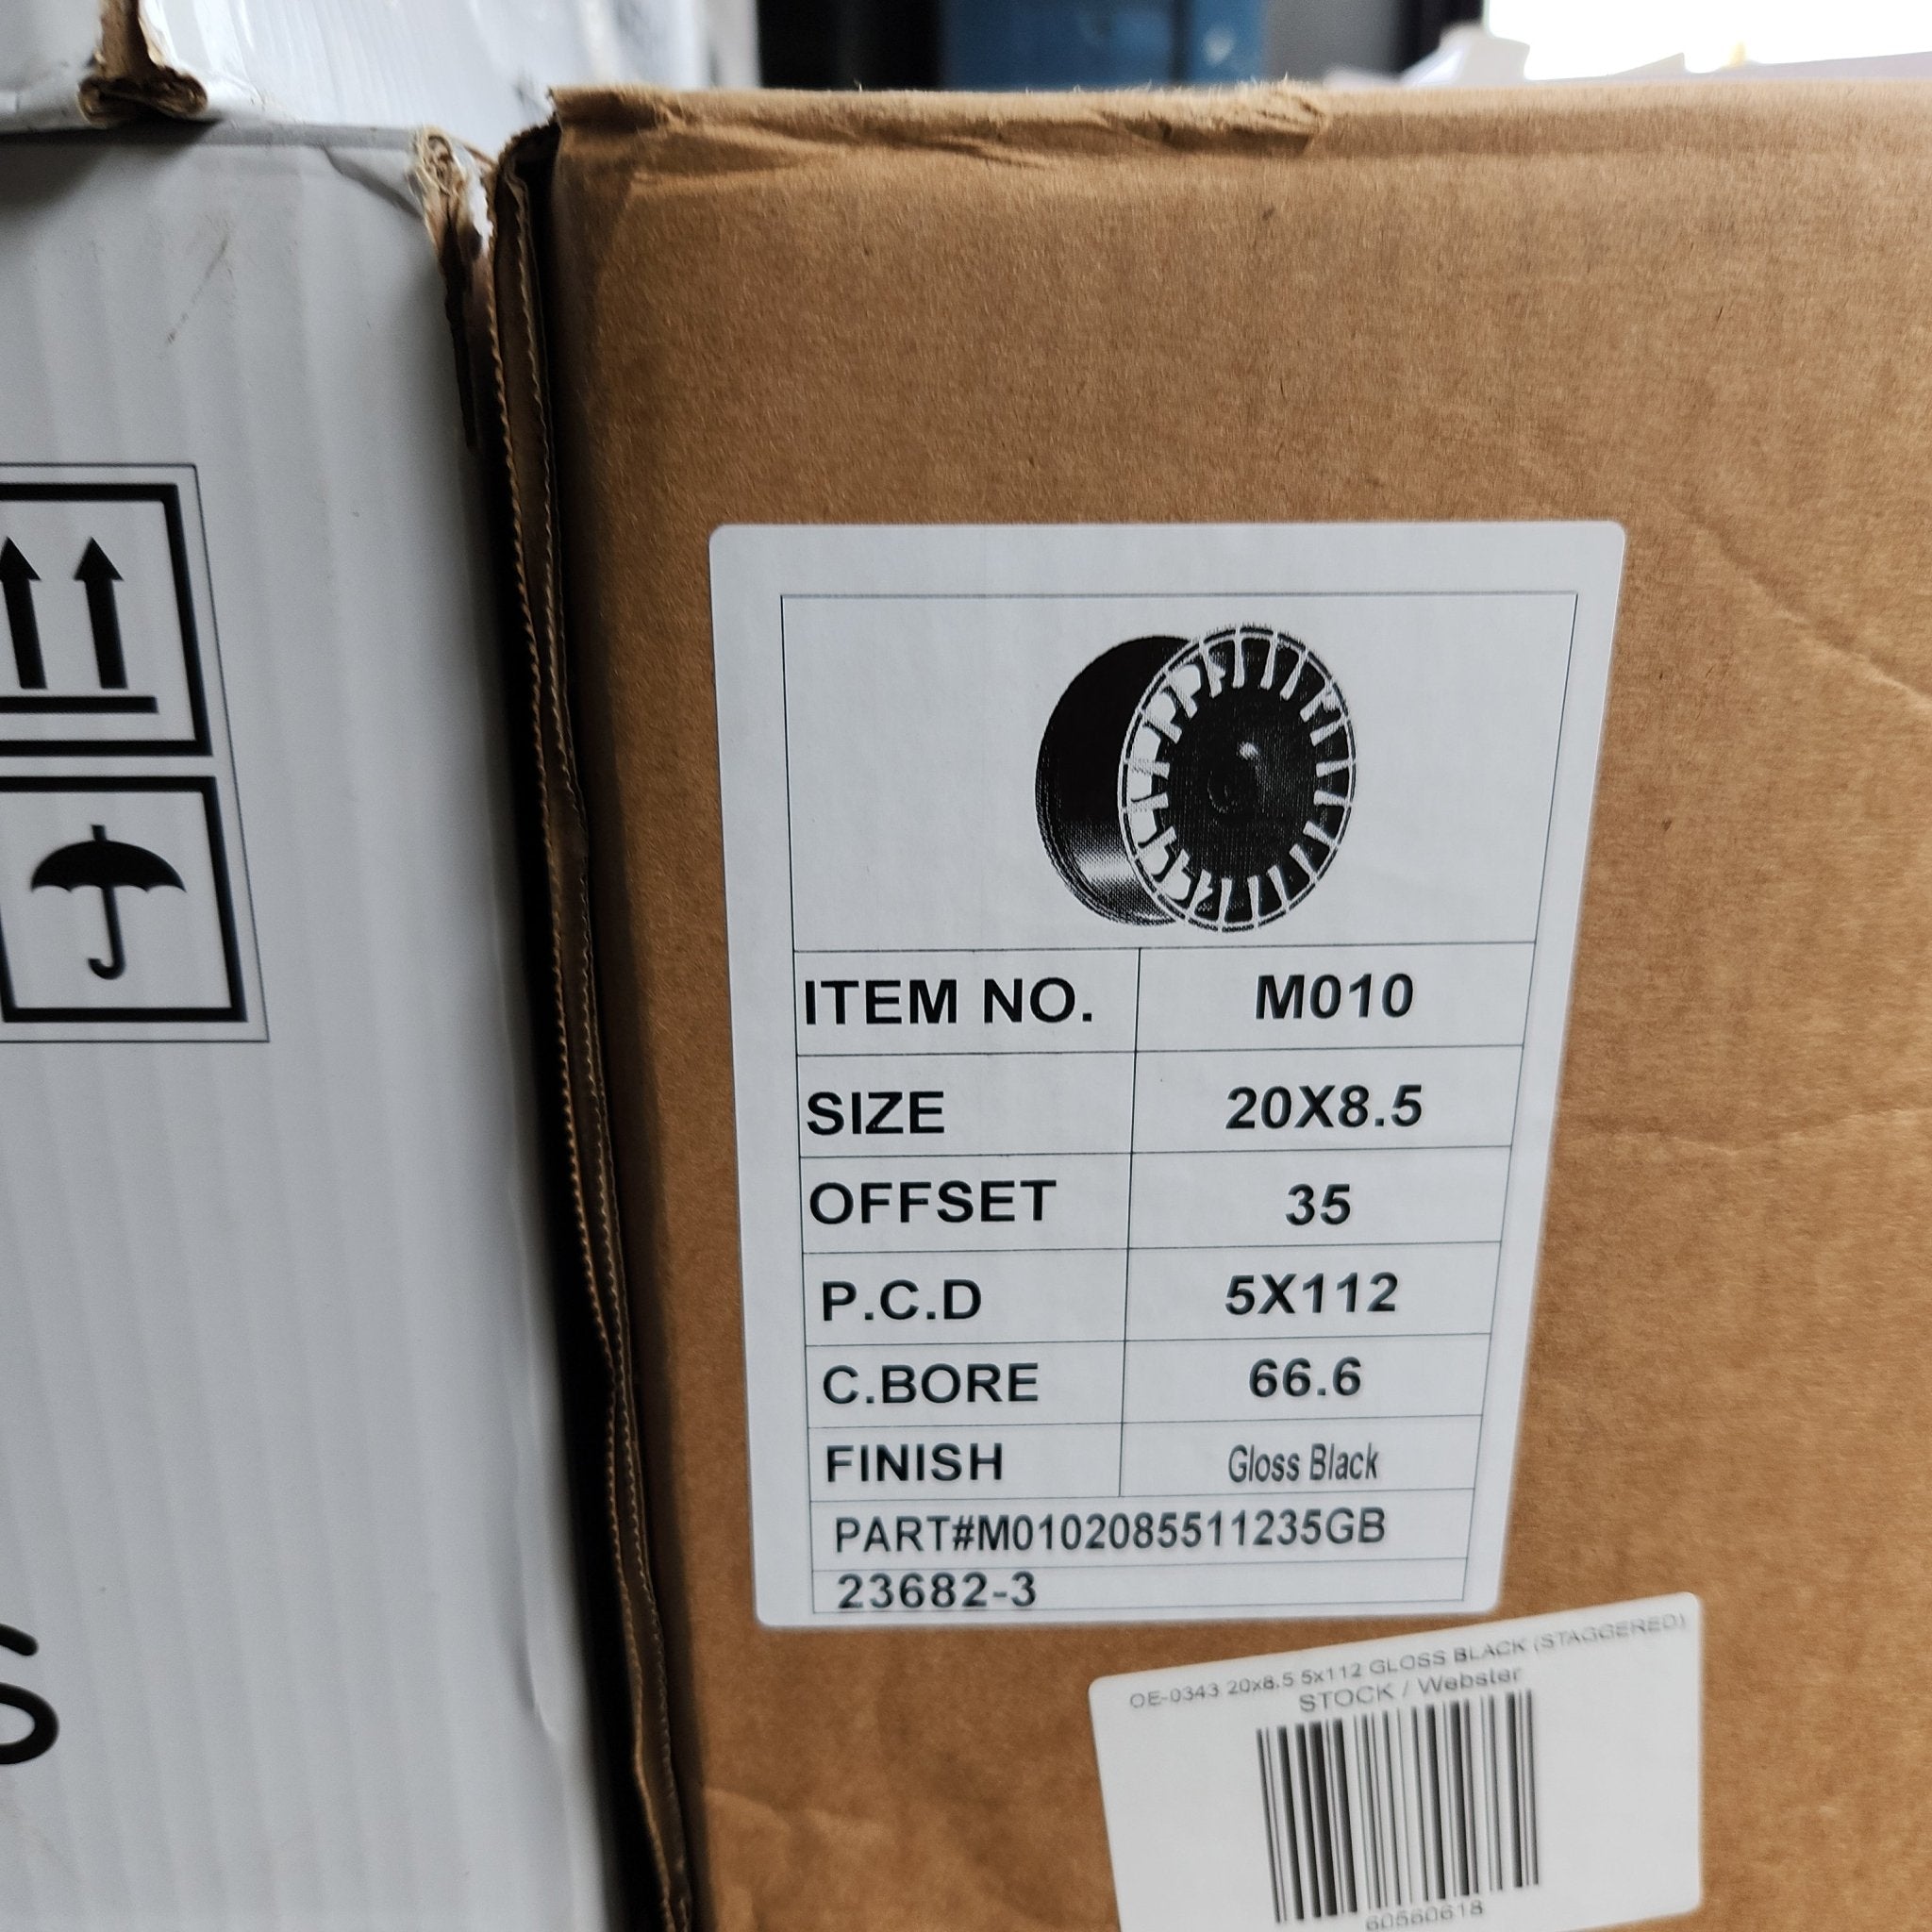 ITEM NO. M010
SIZE 20X8.5
OFFSET 35
P.C.D 5X112
C.BORE 66.6
FINISH Gloss Black
PART#M0102085511235GB
23682-3
OE-0343 20x8.5 5x112 GLOSS BLACK (STAGGERED)
STOCK / Webster
60560618
S